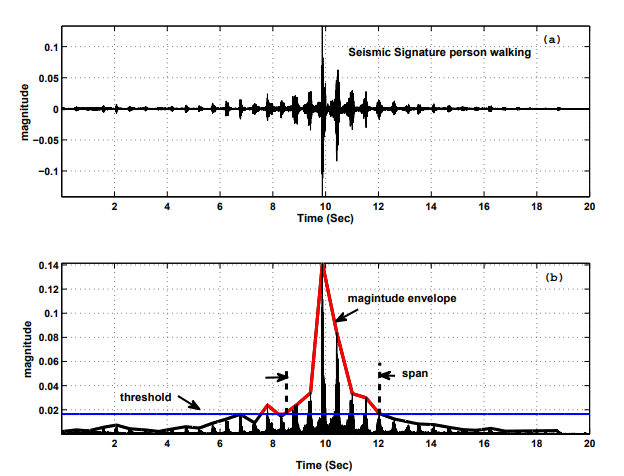 (a)
Seismic Signature person walking
magnitude
0.1
0.05
0
−0.05
−0.1
2 4 6 8 10 12 14 16 18 20
Time (Sec)
(b)
magintude envelope
span
threshold
magnitude
0.14
0.12
0.1
0.08
0.06
0.04
0.02
2 4 6 8 10 12 14 16 18 20
Time (Sec)